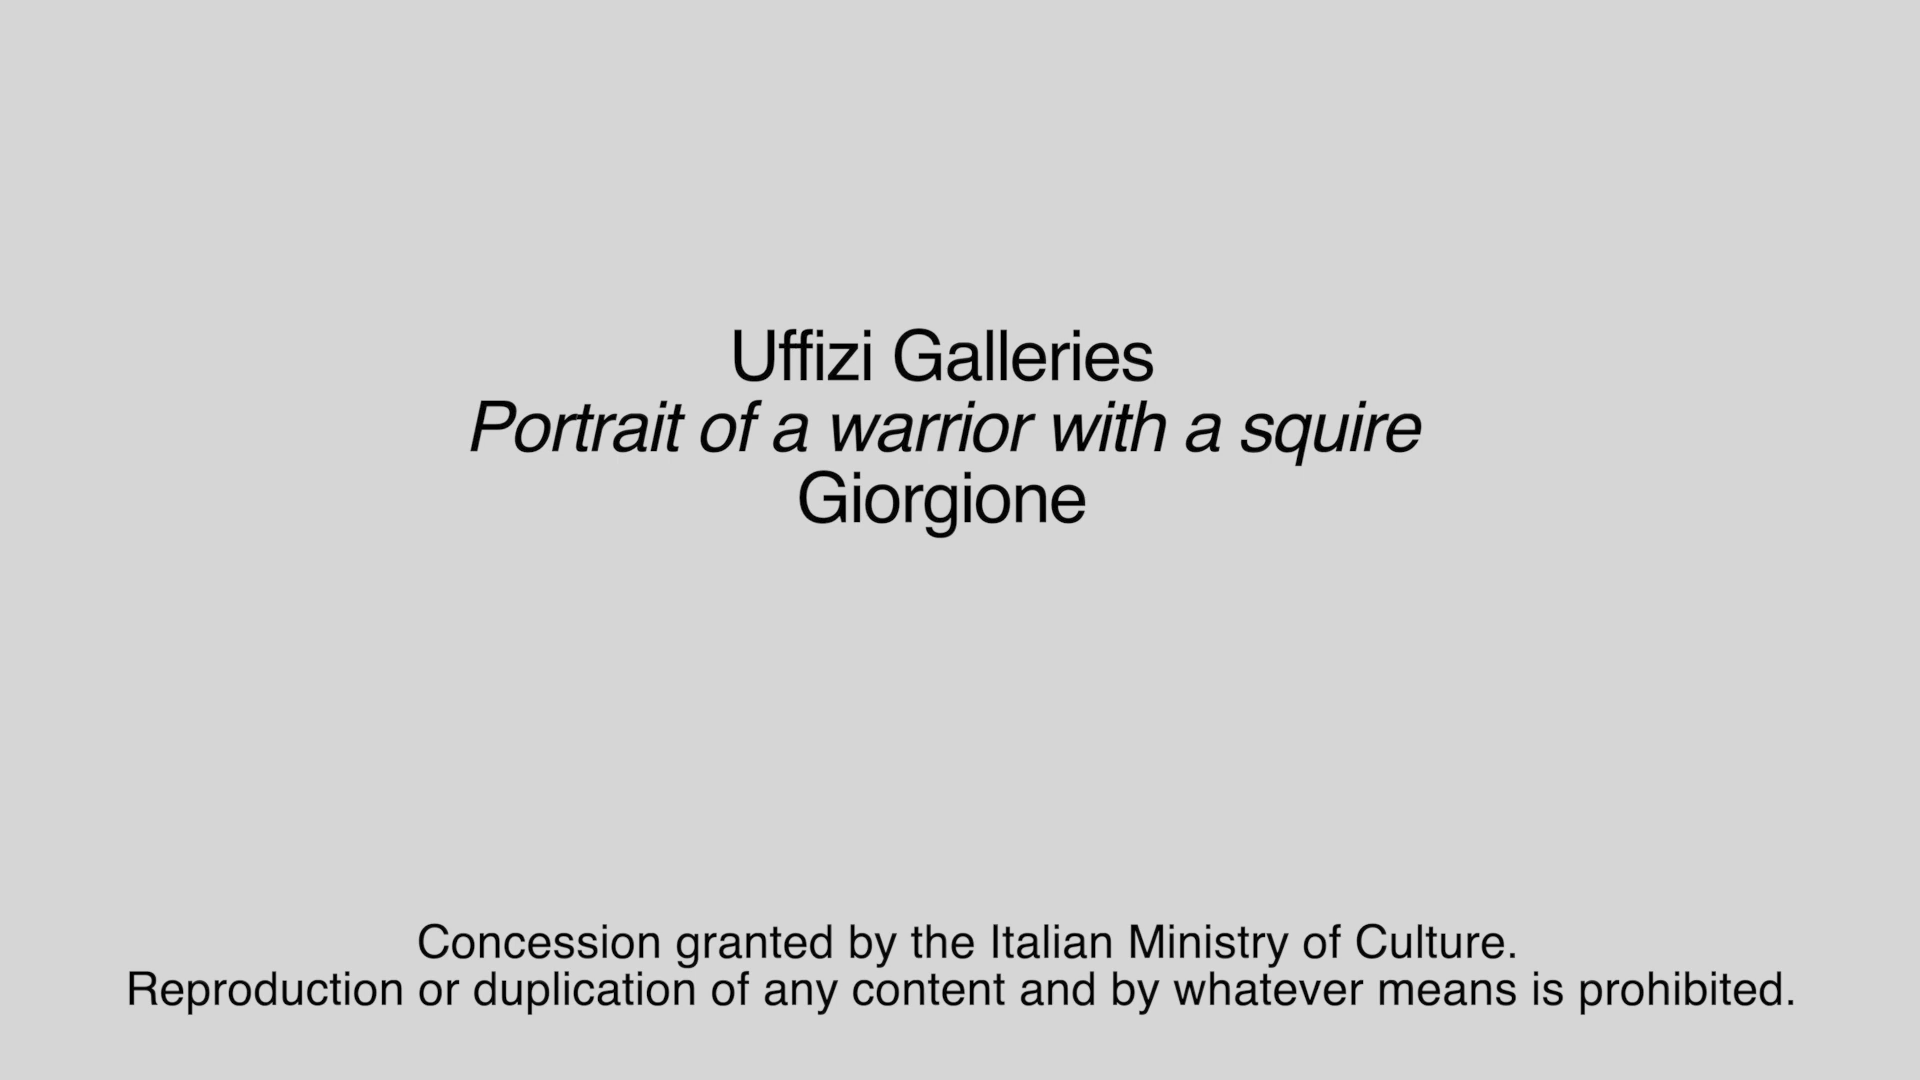 Uffizi Galleries
Portrait of a warrior with a squire
Giorgione
Concession granted by the Italian Ministry of Culture.
Reproduction or duplication of any content and by whatever means is prohibited.